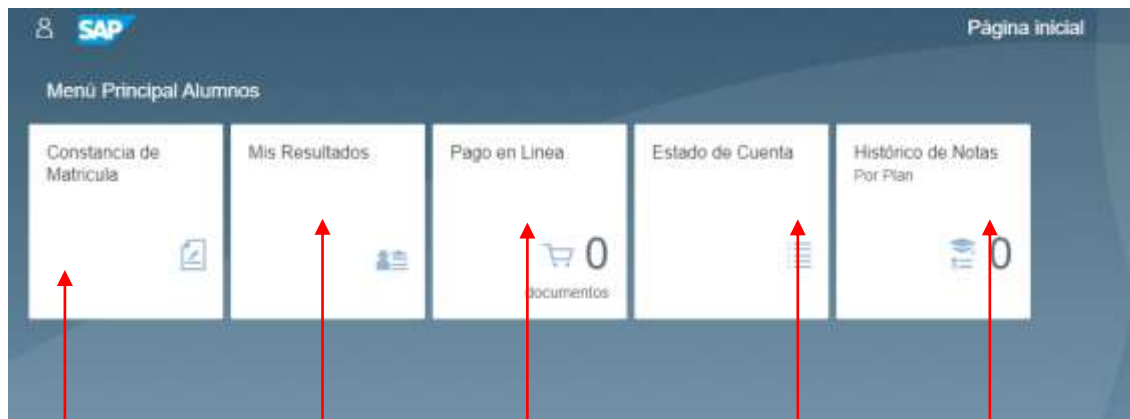 SAP
Página inicial
Menú Principal Alumnos
Constancia de
Matricula
Mis Resultados
Pago en Linea
Estado de Cuenta
Histórico de Notas
Por Plan
0
documentos
0